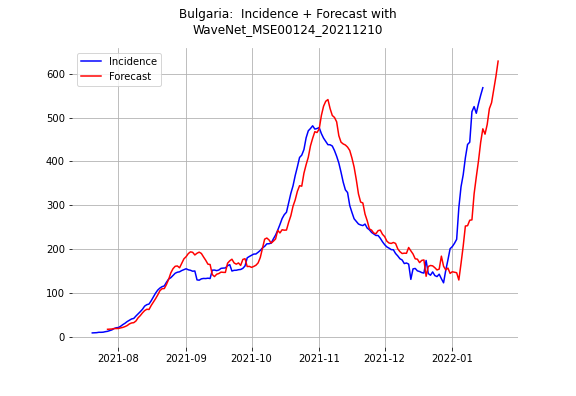 Bulgaria:  Incidence + Forecast with
WaveNet_MSE00124_20211210
Incidence
Forecast
600
500
400
300
200
100
0
2021-08 2021-09 2021-10 2021-11 2021-12 2022-01